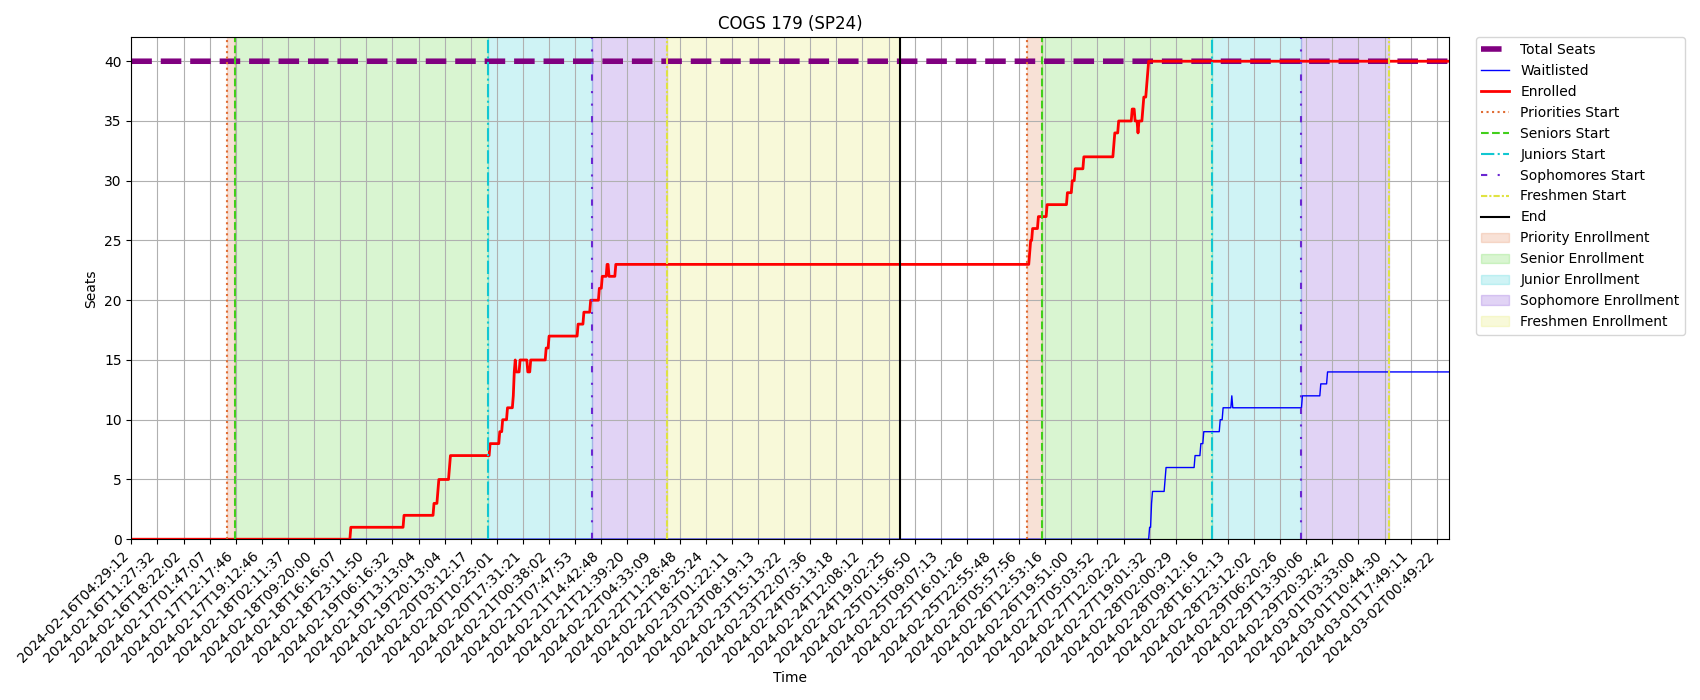 COGS 179 (SP24)
Seats
40
35
30
25
20
15
10
5
0
2024-02-16T04:29:12
2024-02-16T11:27:32
2024-02-16T18:22:02
2024-02-17T01:47:07
2024-02-17T12:17:46
2024-02-17T19:12:46
2024-02-18T02:11:37
2024-02-18T09:20:00
2024-02-18T16:16:07
2024-02-18T23:11:50
2024-02-19T06:16:32
2024-02-19T13:13:04
2024-02-19T20:13:04
2024-02-20T03:12:17
2024-02-20T10:25:01
2024-02-20T17:31:21
2024-02-21T00:38:02
2024-02-21T07:47:53
2024-02-21T14:42:48
2024-02-21T21:39:20
2024-02-22T04:33:09
2024-02-22T11:28:48
2024-02-22T18:25:24
2024-02-23T01:22:11
2024-02-23T08:19:13
2024-02-23T15:13:22
2024-02-23T22:07:36
2024-02-24T05:13:18
2024-02-24T12:08:12
2024-02-24T19:02:25
2024-02-25T01:56:50
2024-02-25T09:07:13
2024-02-25T16:01:26
2024-02-25T22:55:48
2024-02-26T05:57:56
2024-02-26T12:53:16
2024-02-26T19:51:00
2024-02-27T05:03:52
2024-02-27T12:02:22
2024-02-27T19:01:32
2024-02-28T02:00:29
2024-02-28T09:12:16
2024-02-28T16:12:13
2024-02-28T23:12:02
2024-02-29T06:20:26
2024-02-29T13:30:06
2024-02-29T20:32:42
2024-03-01T03:33:00
2024-03-01T10:44:30
2024-03-01T17:49:11
2024-03-02T00:49:22
Time
Total Seats
Waitlisted
Enrolled
Priorities Start
Seniors Start
Juniors Start
Sophomores Start
Freshmen Start
End
Priority Enrollment
Senior Enrollment
Junior Enrollment
Sophomore Enrollment
Freshmen Enrollment